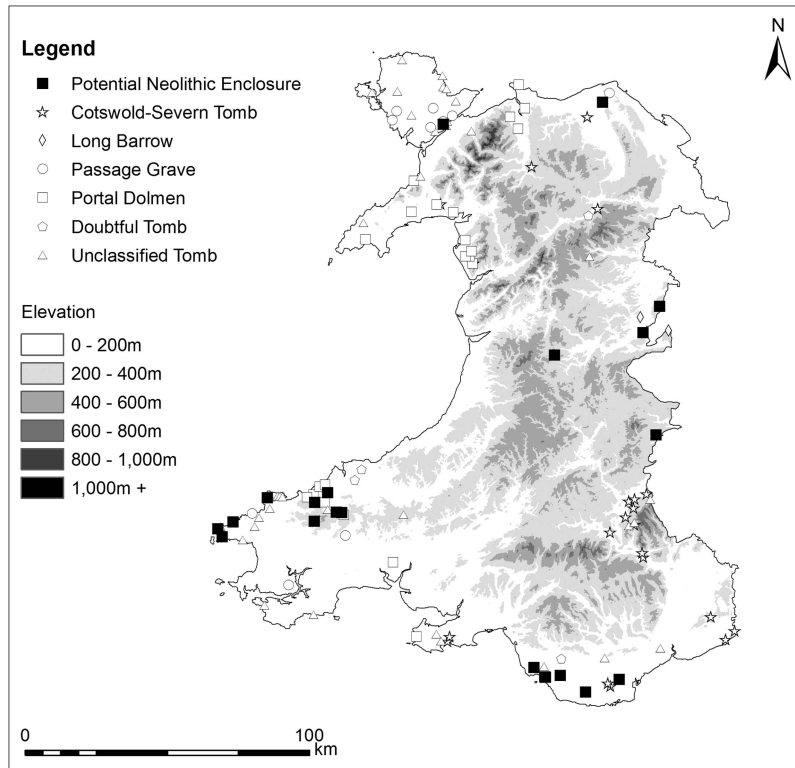 N
Legend
Potential Neolithic Enclosure
Cotswold-Severn Tomb
Long Barrow
Passage Grave
Portal Dolmen
Doubtful Tomb
Unclassified Tomb
Elevation
0 - 200m
200 - 400m
400 - 600m
600 - 800m
800 - 1,000m
1,000m +
0 100
km